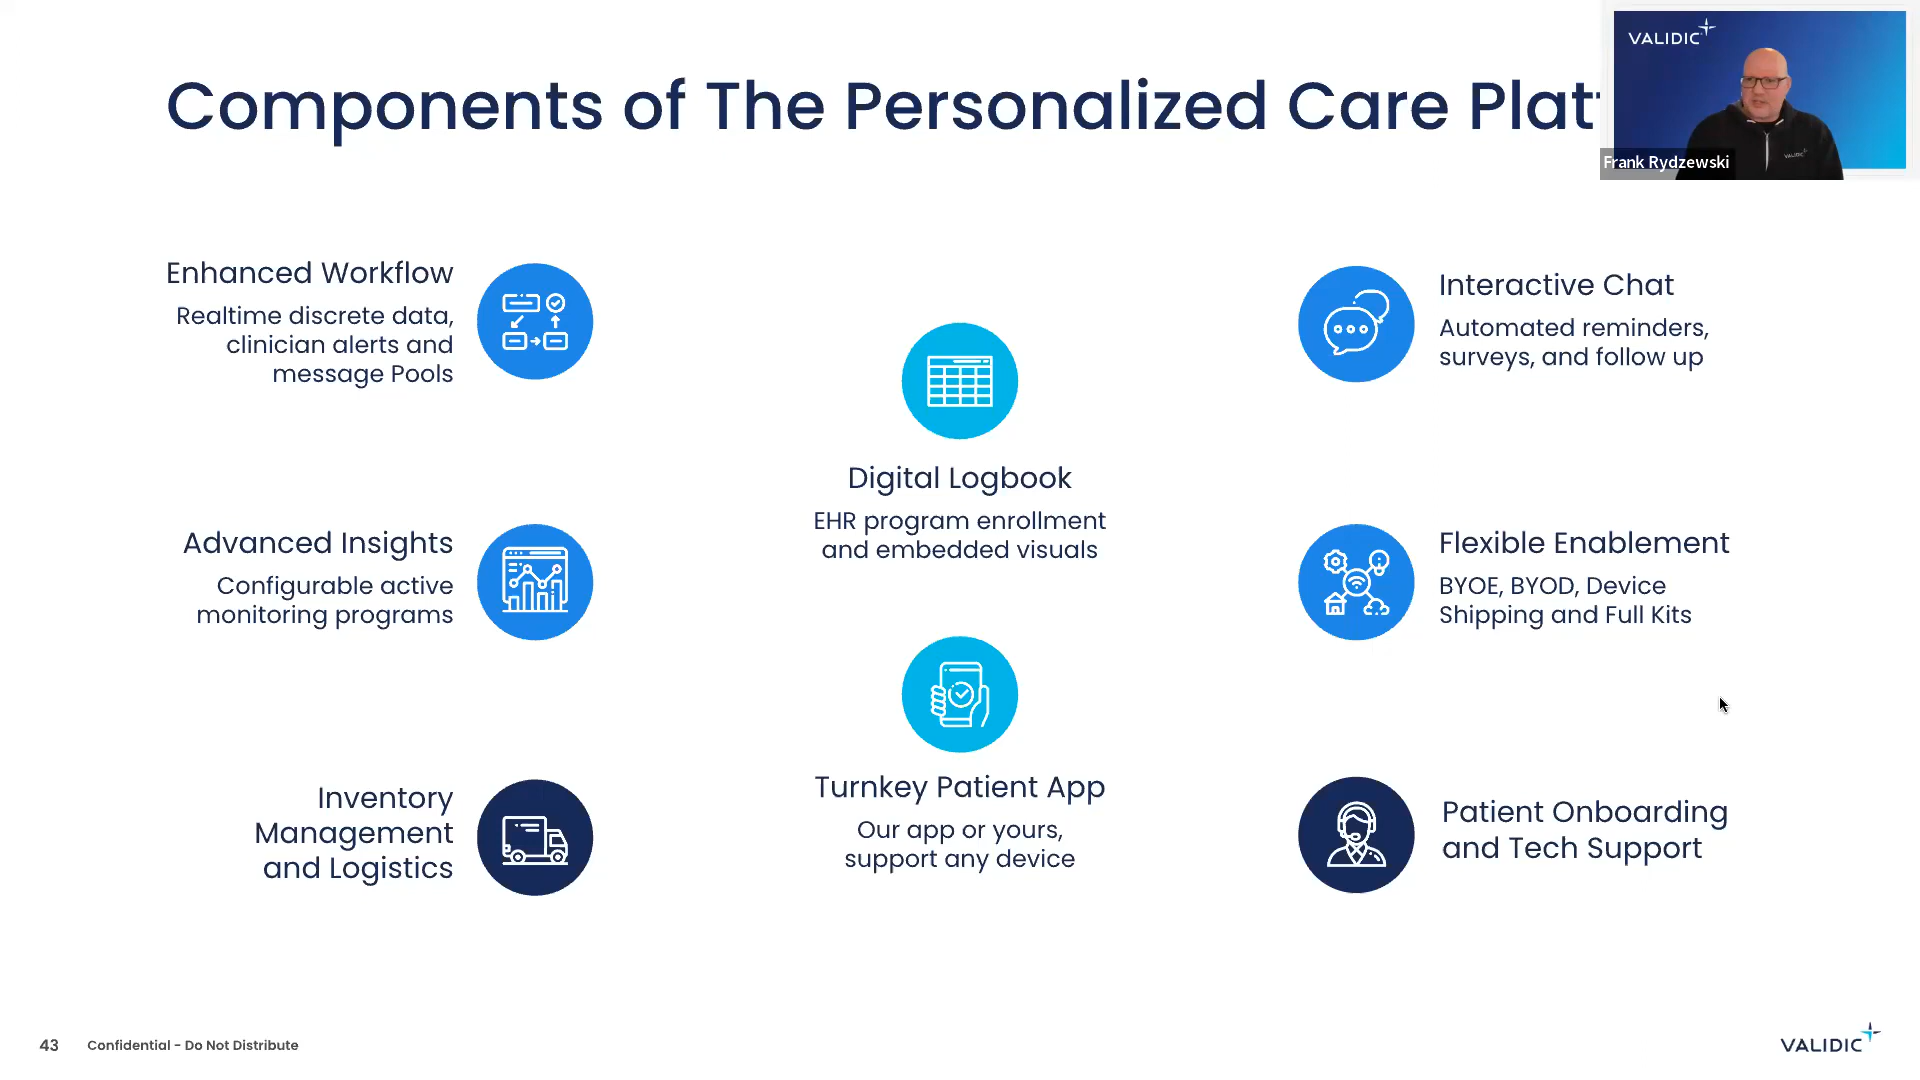 Components of The Personalized Care Plat
VALIDIC
VALIDIC
Frank Rydzewski
Enhanced Workflow
Realtime discrete data,
clinician alerts and
message Pools
Interactive Chat
Automated reminders,
surveys, and follow up
Digital Logbook
EHR program enrollment
and embedded visuals
Advanced Insights
Configurable active
monitoring programs
Flexible Enablement
BYOE, BYOD, Device
Shipping and Full Kits
Inventory
Management
and Logistics
Turnkey Patient App
Our app or yours,
support any device
Patient Onboarding
and Tech Support
43 Confidential - Do Not Distribute
VALIDIC